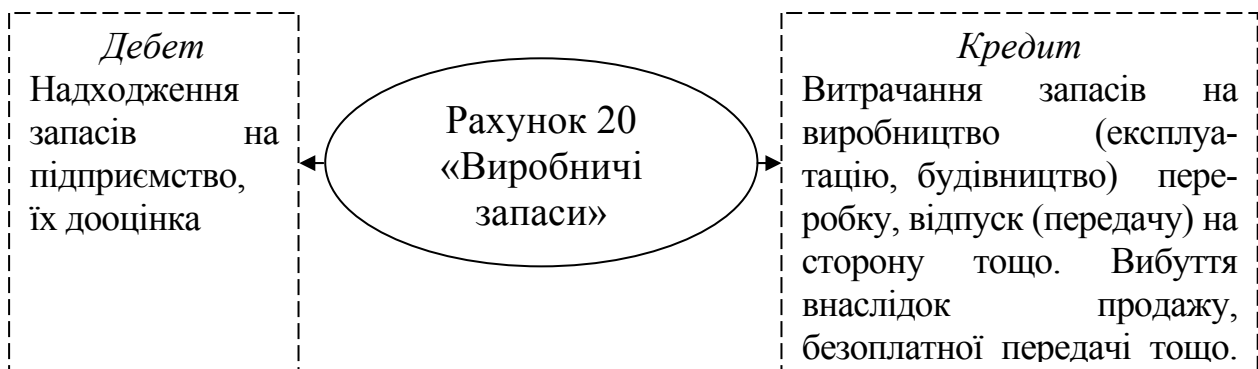 Дебет
Надходження
запасів на
підприємство,
їх дооцінка
Рахунок 20
«Виробничі
запаси»
Кредит
Витрачання запасів на
виробництво (експлуа-
тацію, будівництво) пере-
робку, відпуск (передачу) на
сторону тощо. Вибуття
внаслідок продажу,
безоплатної передачі тощо.